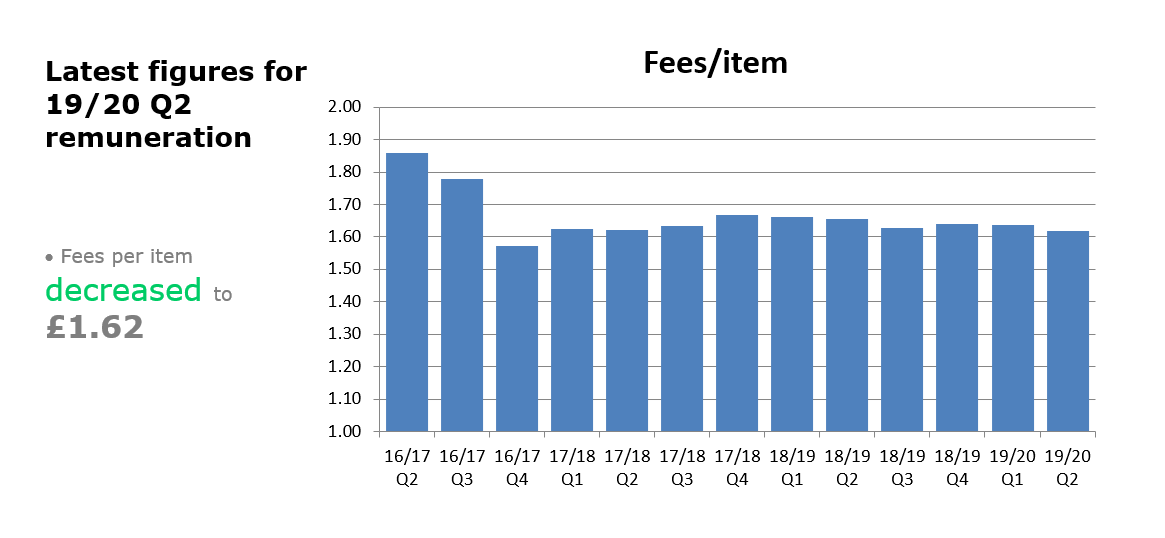 Latest figures for
19/20 Q2
remuneration
• Fees per item
decreased to
£1.62
Fees/item
2.00
1.90
1.80
1.70
1.60
1.50
1.40
1.30
1.20
1.10
1.00
16/17 16/17 16/17 17/18 17/18 17/18 17/18 18/19 18/19 18/19 18/19 19/20 19/20
Q2 Q3 Q4 Q1 Q2 Q3 Q4 Q1 Q2 Q3 Q4 Q1 Q2